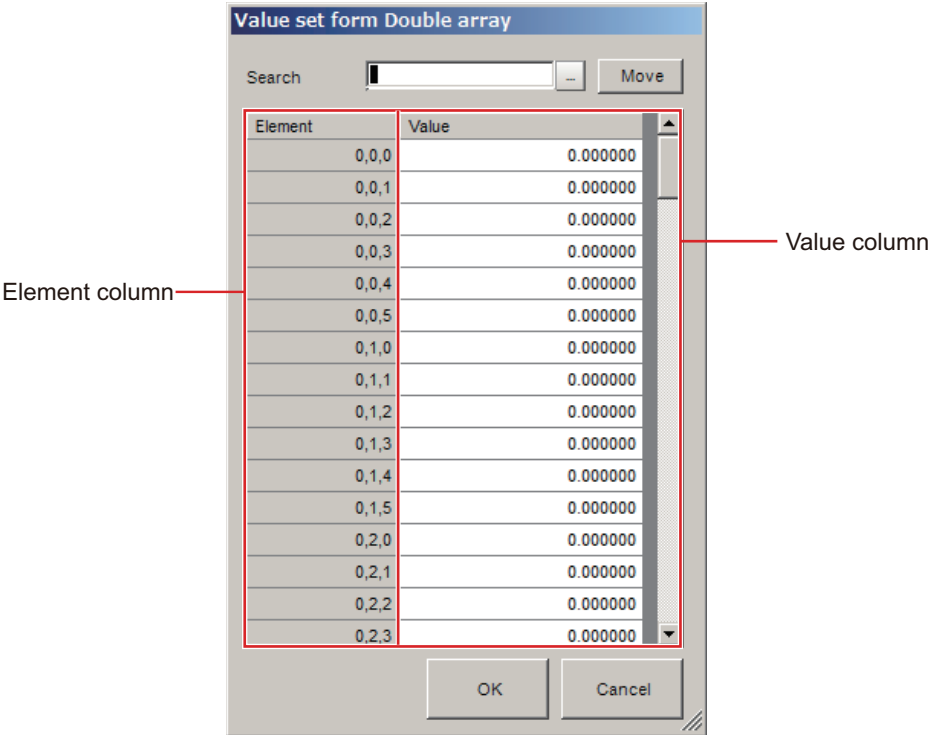 Value set form Double array
Search ... Move
Element Value
0,0,0 0.000000
0,0,1 0.000000
0,0,2 0.000000
0,0,3 0.000000
0,0,4 0.000000
0,0,5 0.000000
0,1,0 0.000000
0,1,1 0.000000
0,1,2 0.000000
0,1,3 0.000000
0,1,4 0.000000
0,1,5 0.000000
0,2,0 0.000000
0,2,1 0.000000
0,2,2 0.000000
0,2,3 0.000000
Element column
Value column
OK Cancel